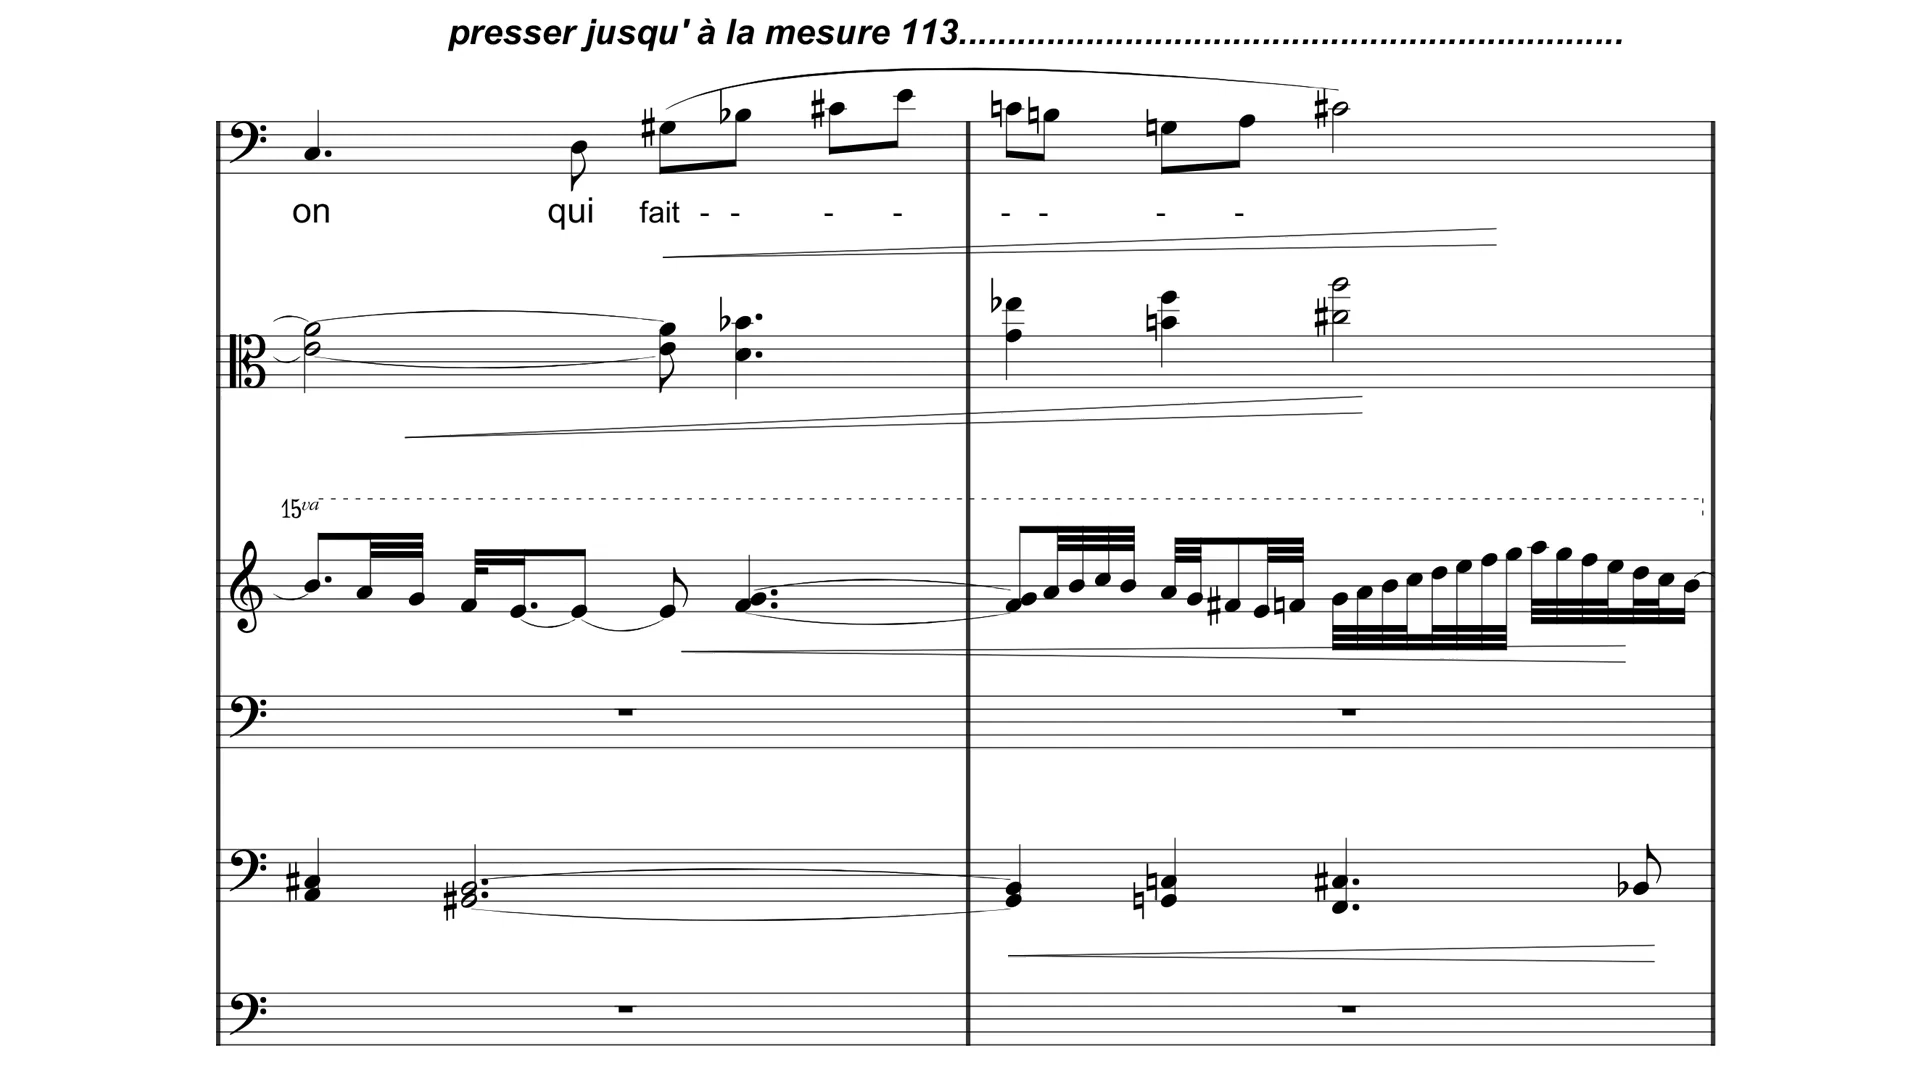 presser jusqu' à la mesure 113....................................................................
on qui fait - - - - - - - -
15va